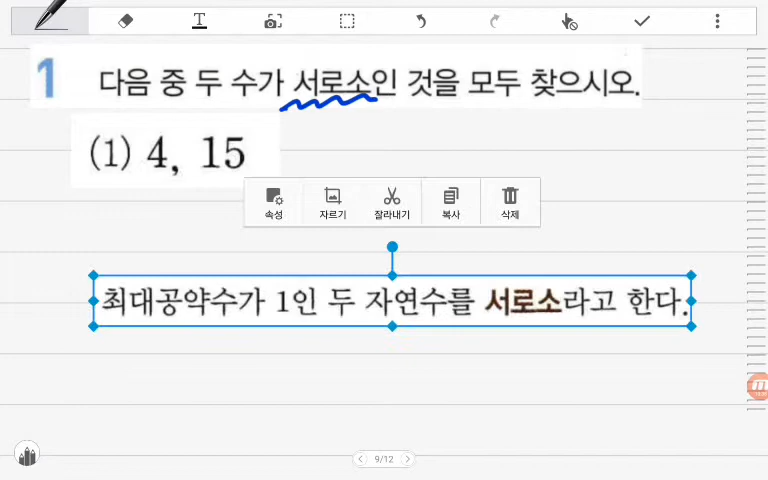 T
1 다음 중 두 수가 서로소인 것을 모두 찾으시오.
(1) 4, 15
속성 자르기 잘라내기 복사 삭제
최대공약수가 1인 두 자연수를 서로소라고 한다.
9/12